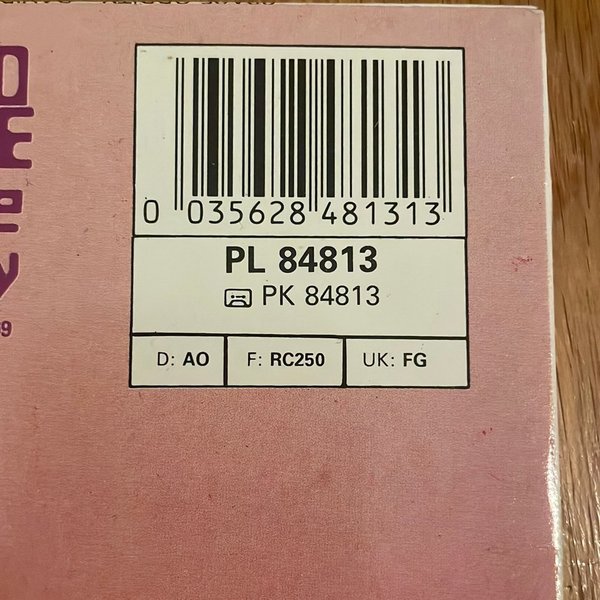 0 035628 481313
PL 84813
PK 84813
D: AO F: RC250 UK: FG